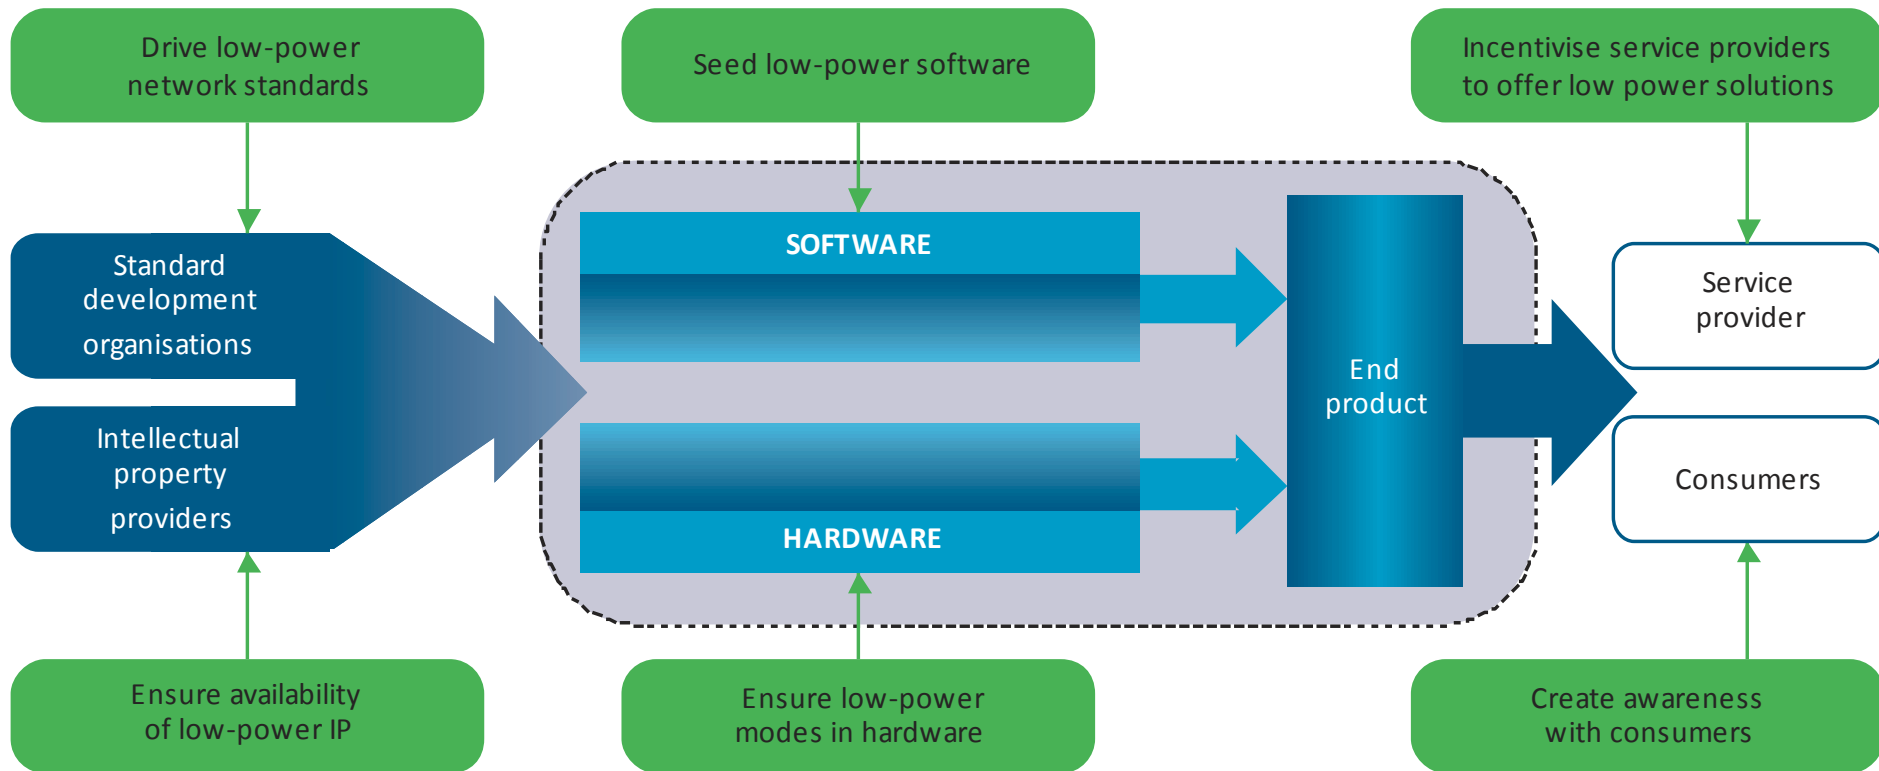 Drive low-power
network standards
Seed low-power software
Incentivise service providers
to offer low power solutions
Standard
development
organisations
Intellectual
property
providers
SOFTWARE
HARDWARE
End
product
Service
provider
Consumers
Ensure availability
of low-power IP
Ensure low-power
modes in hardware
Create awareness
with consumers